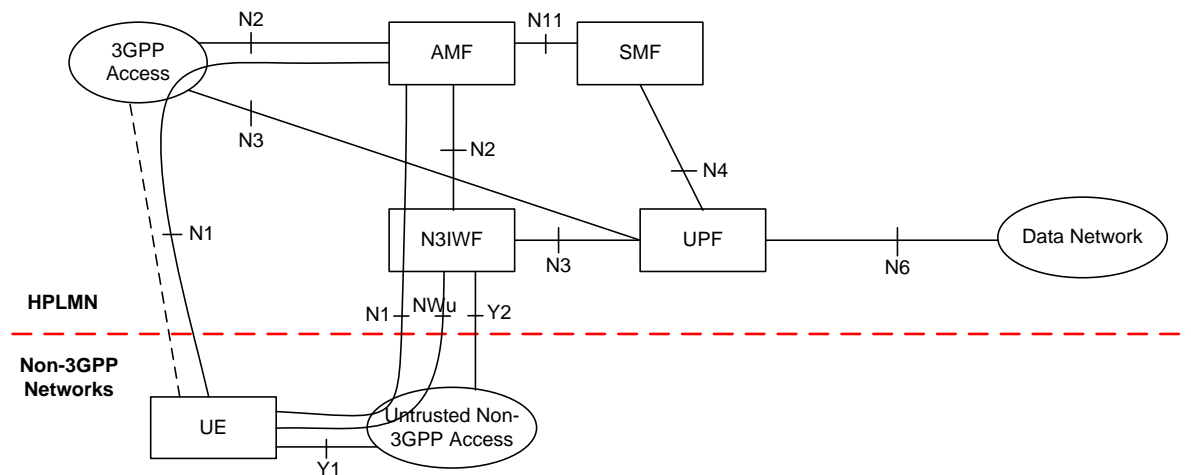 N2
N11
3GPP
Access
AMF
SMF
N3
N2
N4
N1
N3IWF
UPF
Data Network
N3
N6
HPLMN
N1
NWu
Y2
Non-3GPP
Networks
UE
Untrusted Non-
3GPP Access
Y1